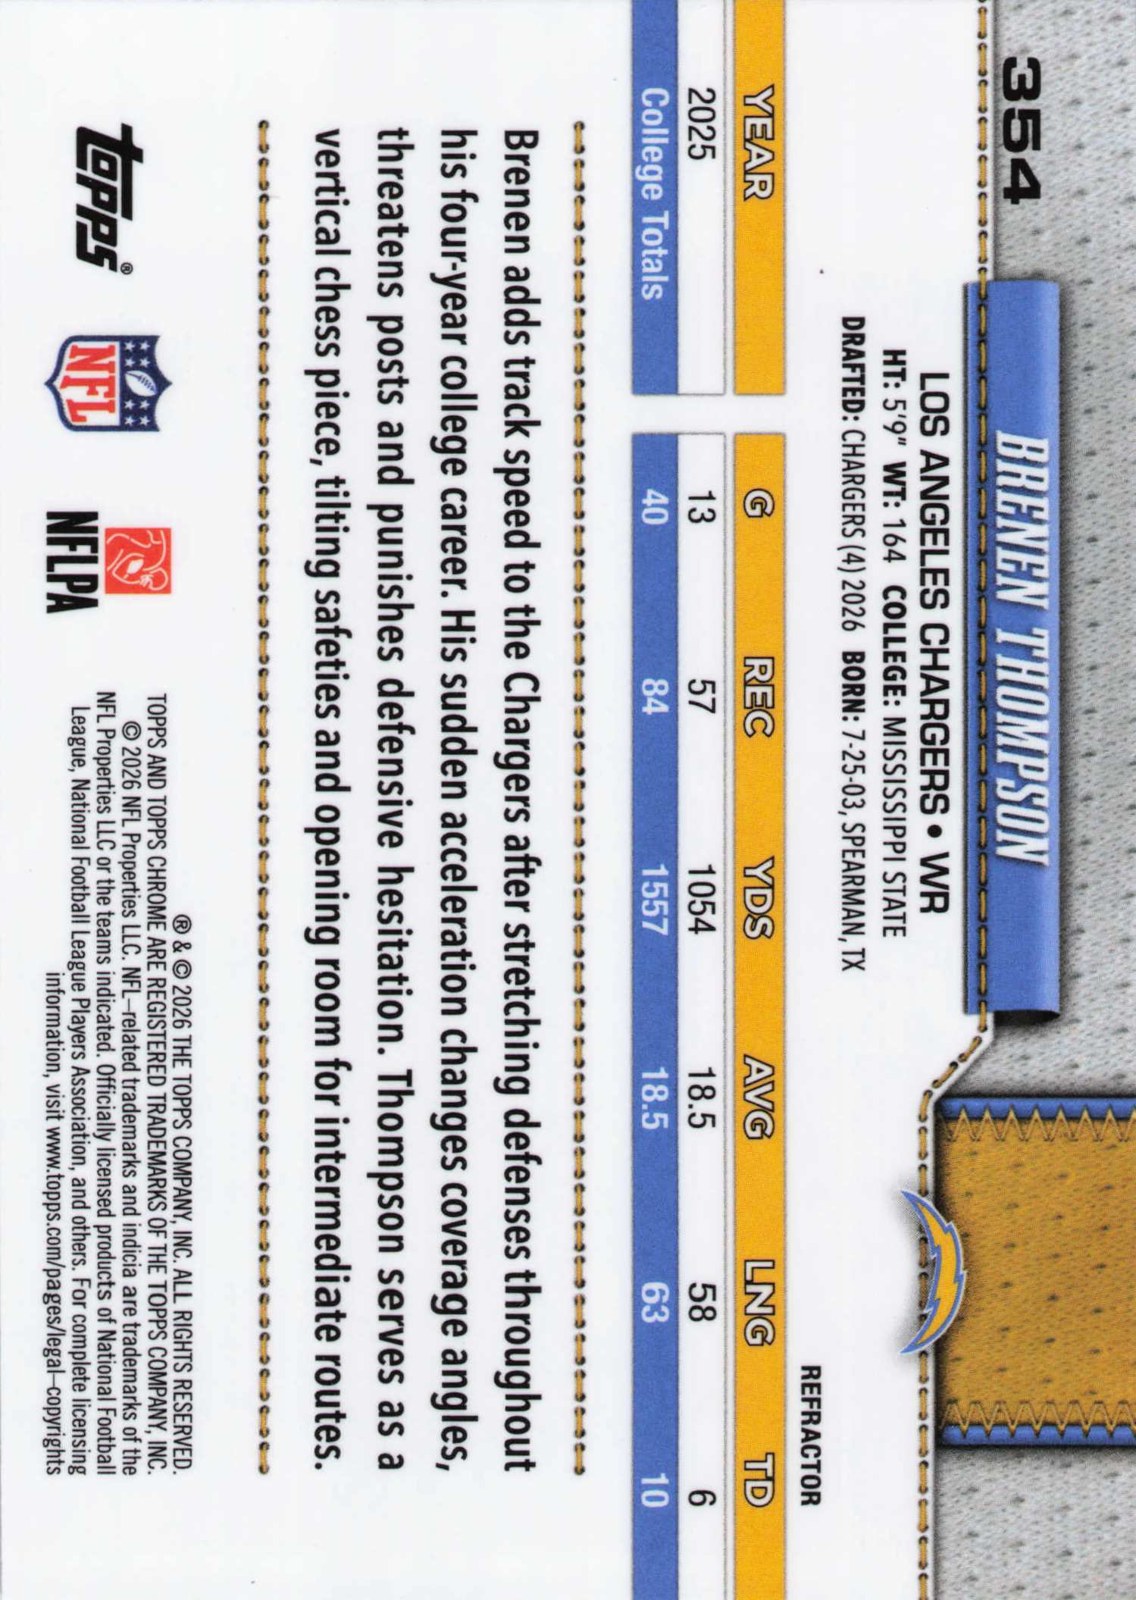 354
BRENEN THOMPSON
LOS ANGELES CHARGERS • WR
HT: 5'9" WT: 164 COLLEGE: MISSISSIPPI STATE
DRAFTED: CHARGERS (4) 2026 BORN: 7-25-03, SPEARMAN, TX
REFRACTOR
YEAR G REC YDS AVG LNG TD
2025 13 57 1054 18.5 58 6
College Totals 40 84 1557 18.5 63 10
Brenen adds track speed to the Chargers after stretching defenses throughout
his four-year college career. His sudden acceleration changes coverage angles,
threatens posts and punishes defensive hesitation. Thompson serves as a
vertical chess piece, tilting safeties and opening room for intermediate routes.
topps®
NFL
NFLPA
® & © 2026 THE TOPPS COMPANY, INC. ALL RIGHTS RESERVED.
TOPPS AND TOPPS CHROME ARE REGISTERED TRADEMARKS OF THE TOPPS COMPANY, INC.
© 2026 NFL Properties LLC. NFL-related trademarks and indicia are trademarks of the
NFL Properties LLC or the teams indicated. Officially licensed products of National Football
League, National Football League Players Association, and others. For complete licensing
information, visit www.topps.com/pages/legal-copyrights